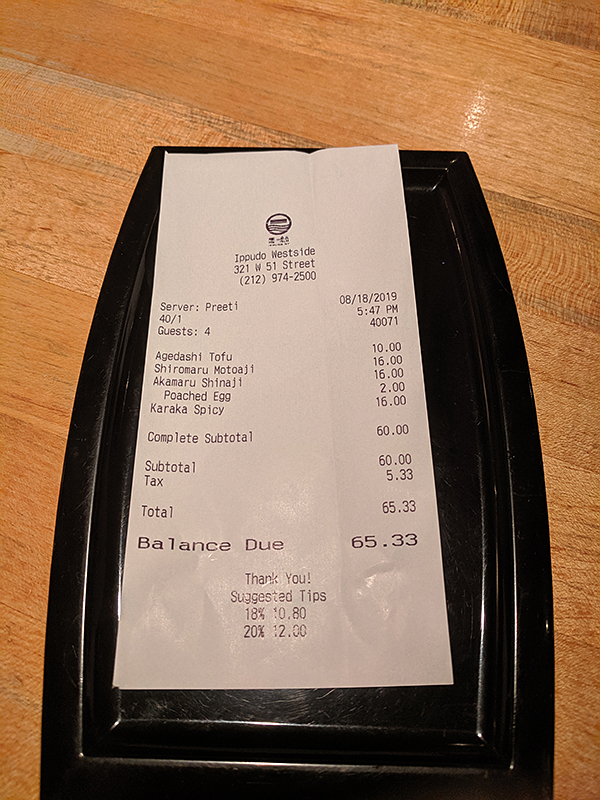 Ippudo Westside
321 W 51 Street
(212) 974-2500
Server: Preeti 08/18/2019
40/1 5:47 PM
Guests: 4 40071
Agedashi Tofu 10.00
Shiromaru Motoaji 16.00
Akamaru Shinaji 16.00
Poached Egg 2.00
Karaka Spicy 16.00
Complete Subtotal 60.00
Subtotal 60.00
Tax 5.33
Total 65.33
Balance Due 65.33
Thank You!
Suggested Tips
18% 10.80
20% 12.00